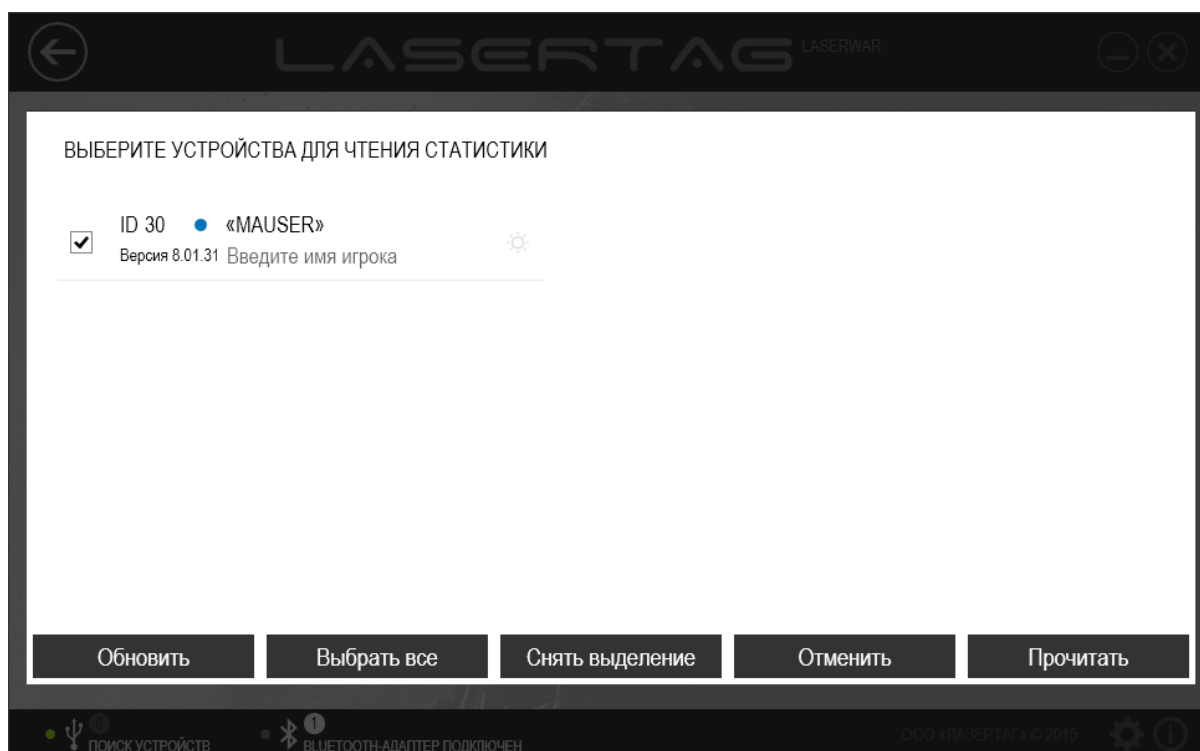 LASERTAG LASERWAR
ВЫБЕРИТЕ УСТРОЙСТВА ДЛЯ ЧТЕНИЯ СТАТИСТИКИ
ID 30 «MAUSER»
Версия 8.01.31 Введите имя игрока
Обновить Выбрать все Снять выделение Отменить Прочитать
0 1
ПОИСК УСТРОЙСТВ BLUETOOTH-АДАПТЕР ПОДКЛЮЧЕН ООО «ЛАЗЕРТАГ» © 2015